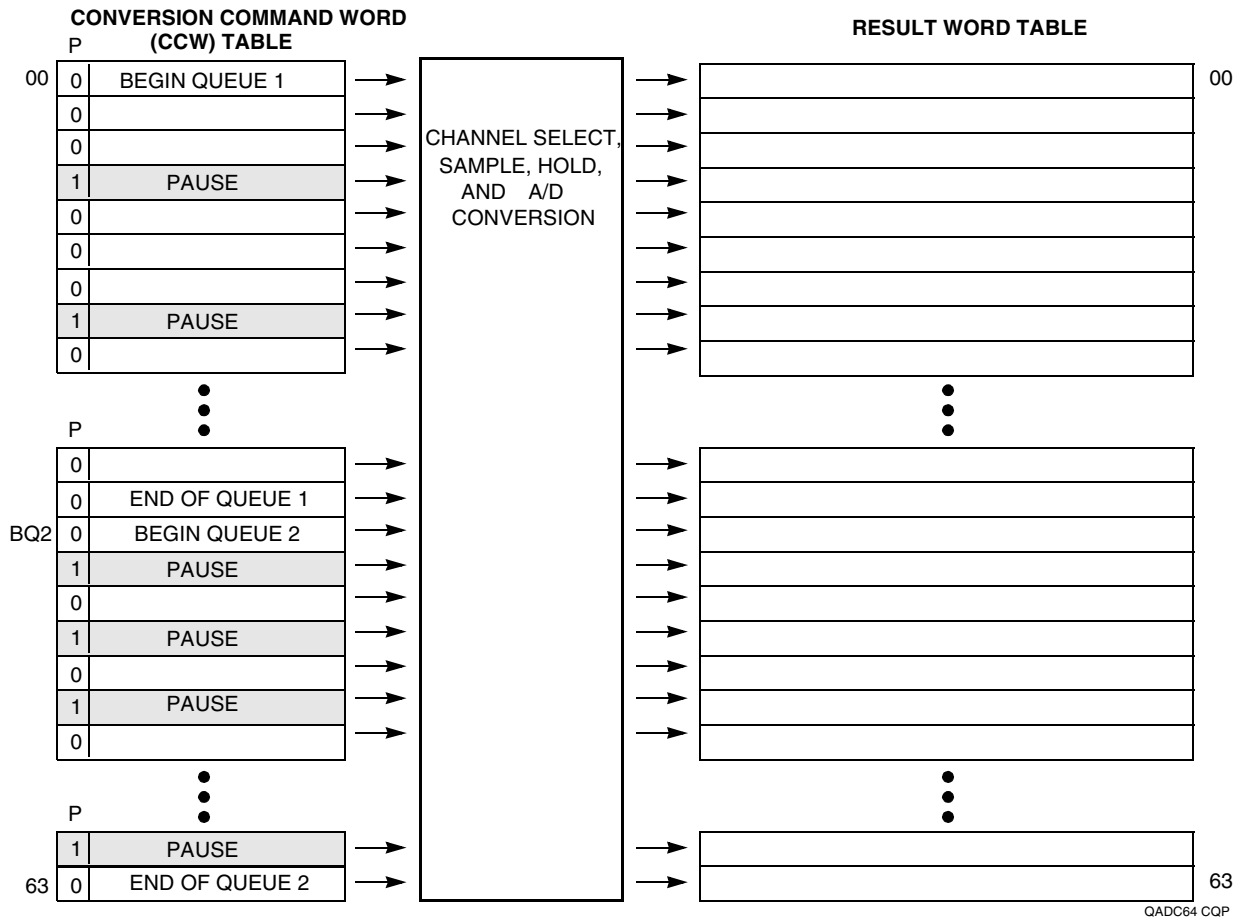 CONVERSION COMMAND WORD
(CCW) TABLE
P
RESULT WORD TABLE
00 0 BEGIN QUEUE 1 00
0
0
1 PAUSE
0
0
0
1 PAUSE
0
CHANNEL SELECT,
SAMPLE, HOLD,
AND A/D
CONVERSION
P
0
0 END OF QUEUE 1
BQ2 0 BEGIN QUEUE 2
1 PAUSE
0
1 PAUSE
0
1 PAUSE
0
P
1 PAUSE
63 0 END OF QUEUE 2 63
QADC64 CQP